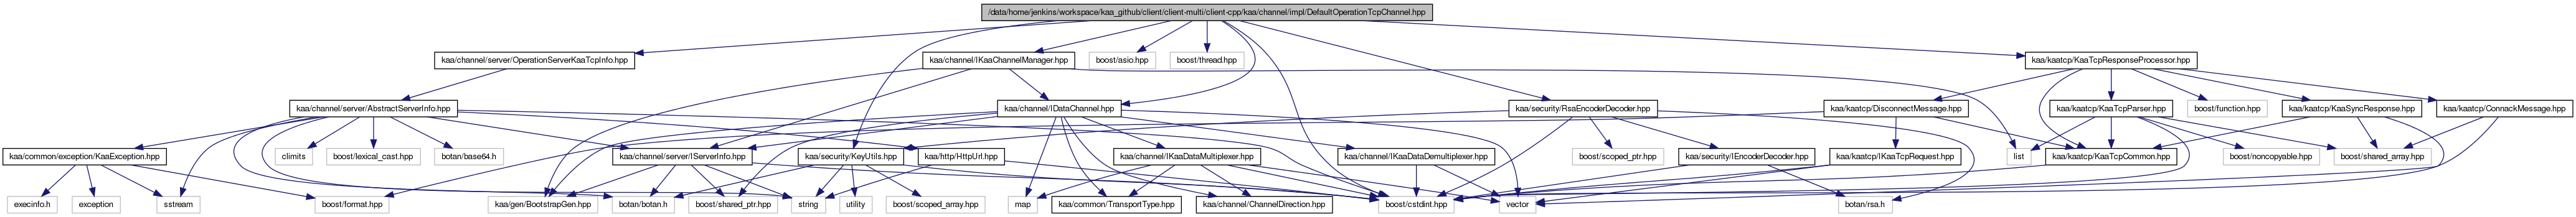 /data/home/jenkins/workspace/kaa_github/client/client-multi/client-cpp/kaa/channel/impl/DefaultOperationTcpChannel.hpp
kaa/channel/server/OperationServerKaaTcpInfo.hpp
kaa/channel/IKaaChannelManager.hpp
boost/asio.hpp
boost/thread.hpp
kaa/kaatcp/KaaTcpResponseProcessor.hpp
kaa/channel/server/AbstractServerInfo.hpp
kaa/channel/IDataChannel.hpp
kaa/security/RsaEncoderDecoder.hpp
kaa/kaatcp/DisconnectMessage.hpp
kaa/kaatcp/KaaTcpParser.hpp
boost/function.hpp
kaa/kaatcp/KaaSyncResponse.hpp
kaa/kaatcp/ConnackMessage.hpp
kaa/common/exception/KaaException.hpp
climits
boost/lexical_cast.hpp
botan/base64.h
kaa/channel/server/IServerInfo.hpp
kaa/security/KeyUtils.hpp
kaa/http/HttpUrl.hpp
kaa/channel/IKaaDataMultiplexer.hpp
kaa/channel/IKaaDataDemultiplexer.hpp
boost/scoped_ptr.hpp
kaa/security/IEncoderDecoder.hpp
kaa/kaatcp/IKaaTcpRequest.hpp
list
kaa/kaatcp/KaaTcpCommon.hpp
boost/noncopyable.hpp
boost/shared_array.hpp
execinfo.h
exception
sstream
boost/format.hpp
kaa/gen/BootstrapGen.hpp
botan/botan.h
boost/shared_ptr.hpp
string
utility
boost/scoped_array.hpp
map
kaa/common/TransportType.hpp
kaa/channel/ChannelDirection.hpp
boost/cstdint.hpp
vector
botan/rsa.h